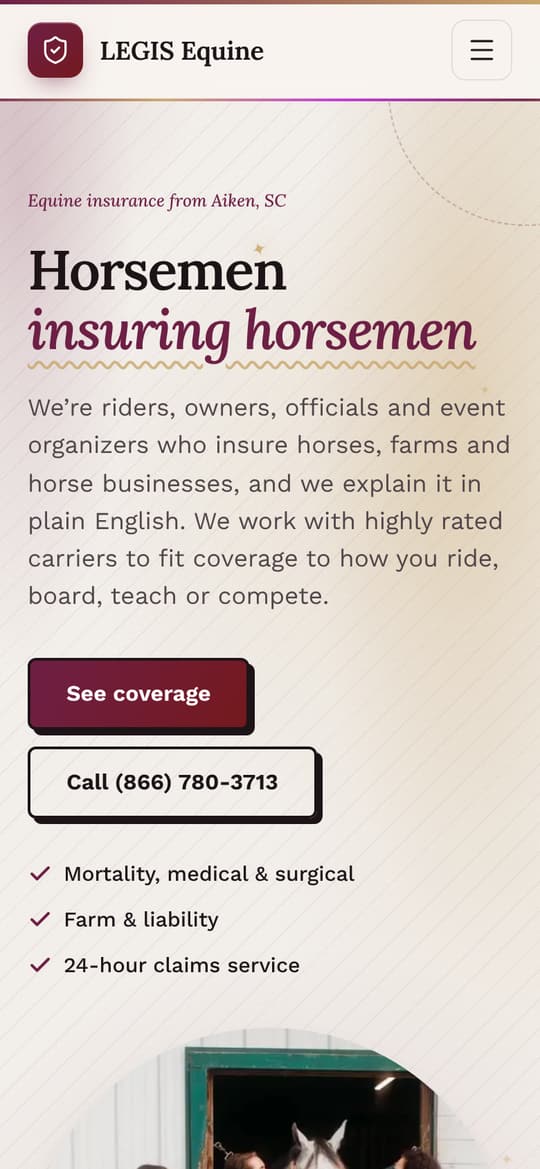 LEGIS Equine
Equine insurance from Aiken, SC
Horsemen
insuring horsemen
We’re riders, owners, officials and event
organizers who insure horses, farms and
horse businesses, and we explain it in
plain English. We work with highly rated
carriers to fit coverage to how you ride,
board, teach or compete.
See coverage
Call (866) 780-3713
Mortality, medical & surgical
Farm & liability
24-hour claims service